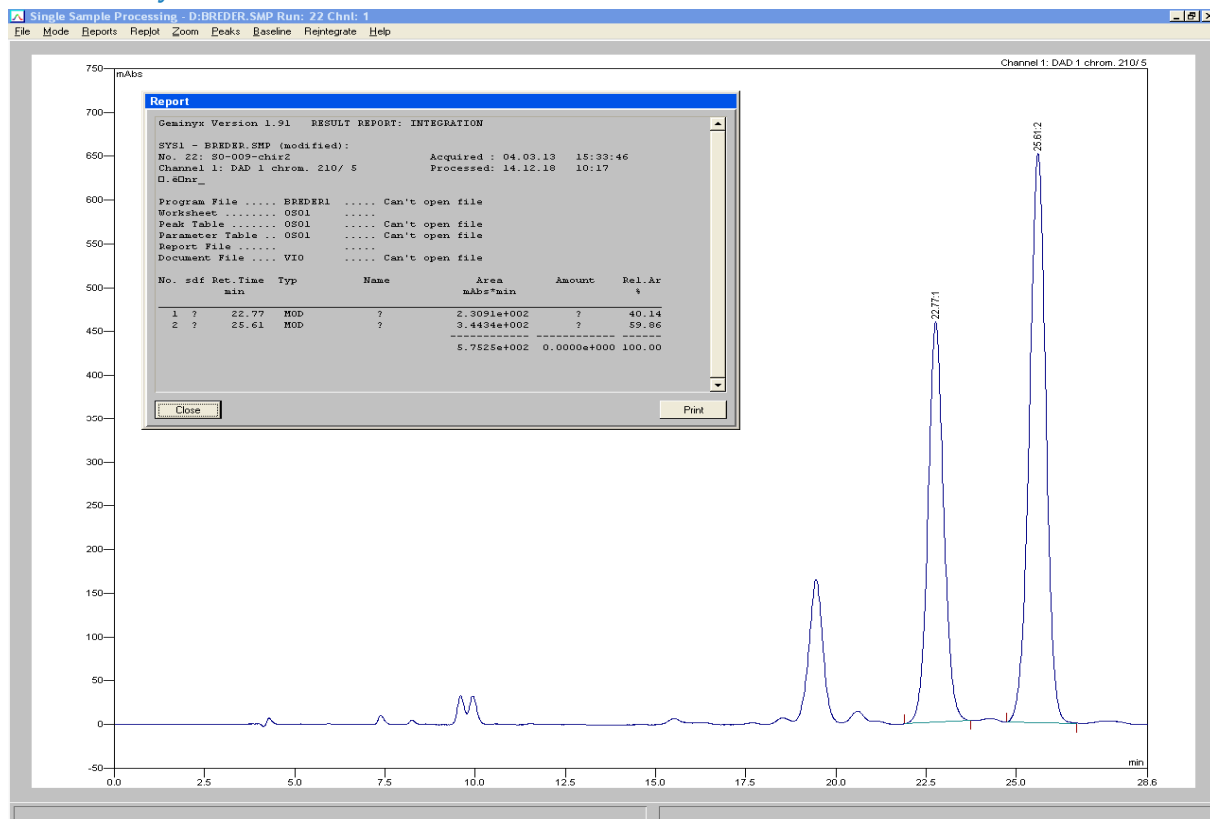 Single Sample Processing - D:BREDER.SMP Run: 22 Chnl: 1
File Mode Reports Replot Zoom Peaks Baseline Reintegrate Help
Channel 1: DAD 1 chrom. 210/ 5
mAbs
750
700
650
600
550
500
450
400
350
300
250
200
150
100
50
0
-50
Report
Geminyx Version 1.91 RESULT REPORT: INTEGRATION
SYS1 - BREDER.SMP (modified):
No. 22: SO-009-chir2 Acquired : 04.03.13 15:33:46
Channel 1: DAD 1 chrom. 210/ 5 Processed: 14.12.18 10:17
Program File ..... BREDER1 ..... Can't open file
Worksheet ........ OS01 .....
Peak Table ....... OS01 ..... Can't open file
Parameter Table .. OS01 ..... Can't open file
Report File ...... .....
Document File .... VIO ..... Can't open file
No. sdf Ret.Time Typ Name Area Amount Rel.Ar
min mAbs*min %
1 ? 22.77 MOD ? 2.3091e+002 ? 40.14
2 ? 25.61 MOD ? 3.4434e+002 ? 59.86
5.7525e+002 0.0000e+000 100.00
Close Print
22.77:1
25.61:2
min
0.0 2.5 5.0 7.5 10.0 12.5 15.0 17.5 20.0 22.5 25.0 28.6